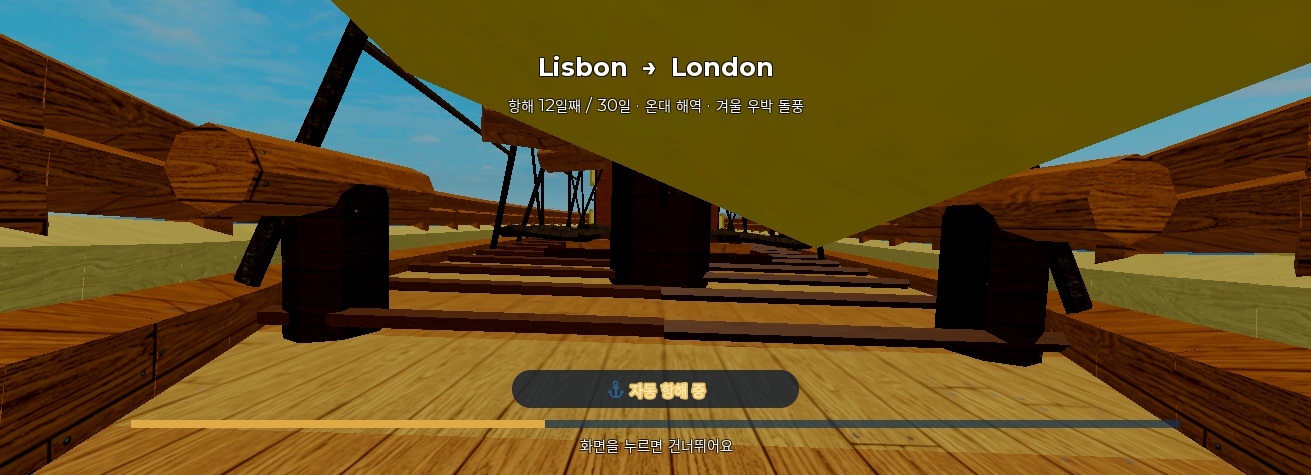 Lisbon → London
항해 12일째 / 30일 · 온대 해역 · 겨울 우박 돌풍
⚓ 자동 항해 중
화면을 누르면 건너뛰어요